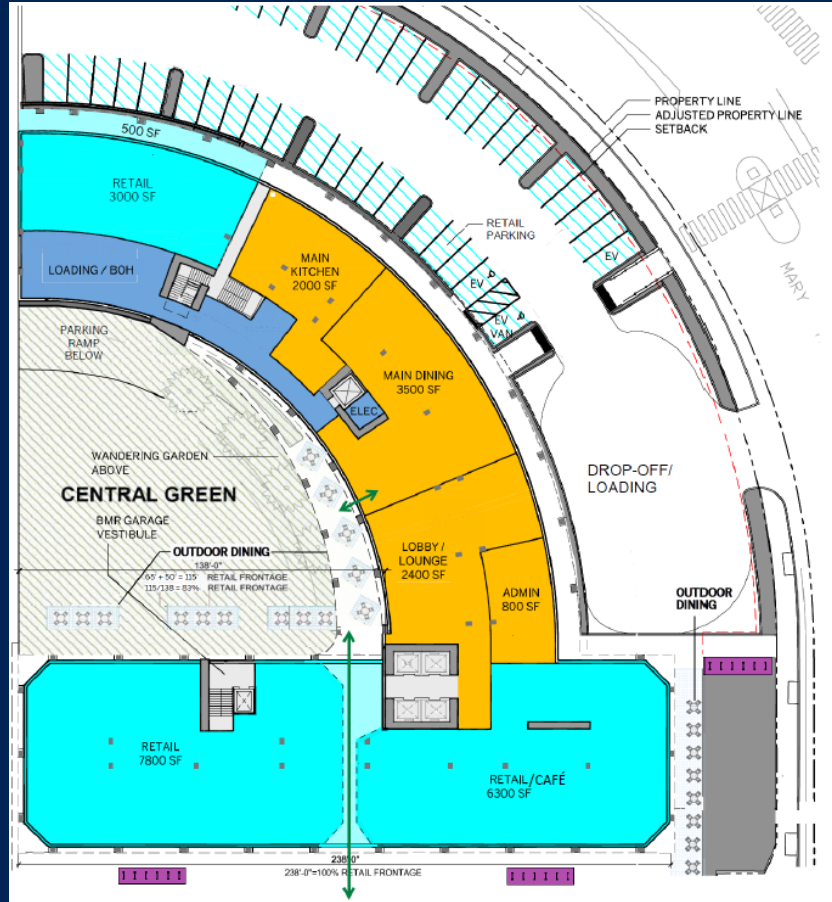 PROPERTY LINE
ADJUSTED PROPERTY LINE
SETBACK
500 SF
RETAIL
3000 SF
RETAIL
PARKING
MAIN
KITCHEN
2000 SF
LOADING / BOH
EV
MARY
EV
EV
VAN
PARKING
RAMP
BELOW
MAIN DINING
3500 SF
ELEC
WANDERING GARDEN
ABOVE
DROP-OFF/
LOADING
CENTRAL GREEN
BMR GARAGE
VESTIBULE
OUTDOOR DINING
138'-0"
65' + 50' = 115' RETAIL FRONTAGE
115/138 = 83% RETAIL FRONTAGE
LOBBY /
LOUNGE
2400 SF
ADMIN
800 SF
OUTDOOR
DINING
RETAIL
7800 SF
RETAIL/CAFÉ
6300 SF
238'-0"
238'-0"=100% RETAIL FRONTAGE